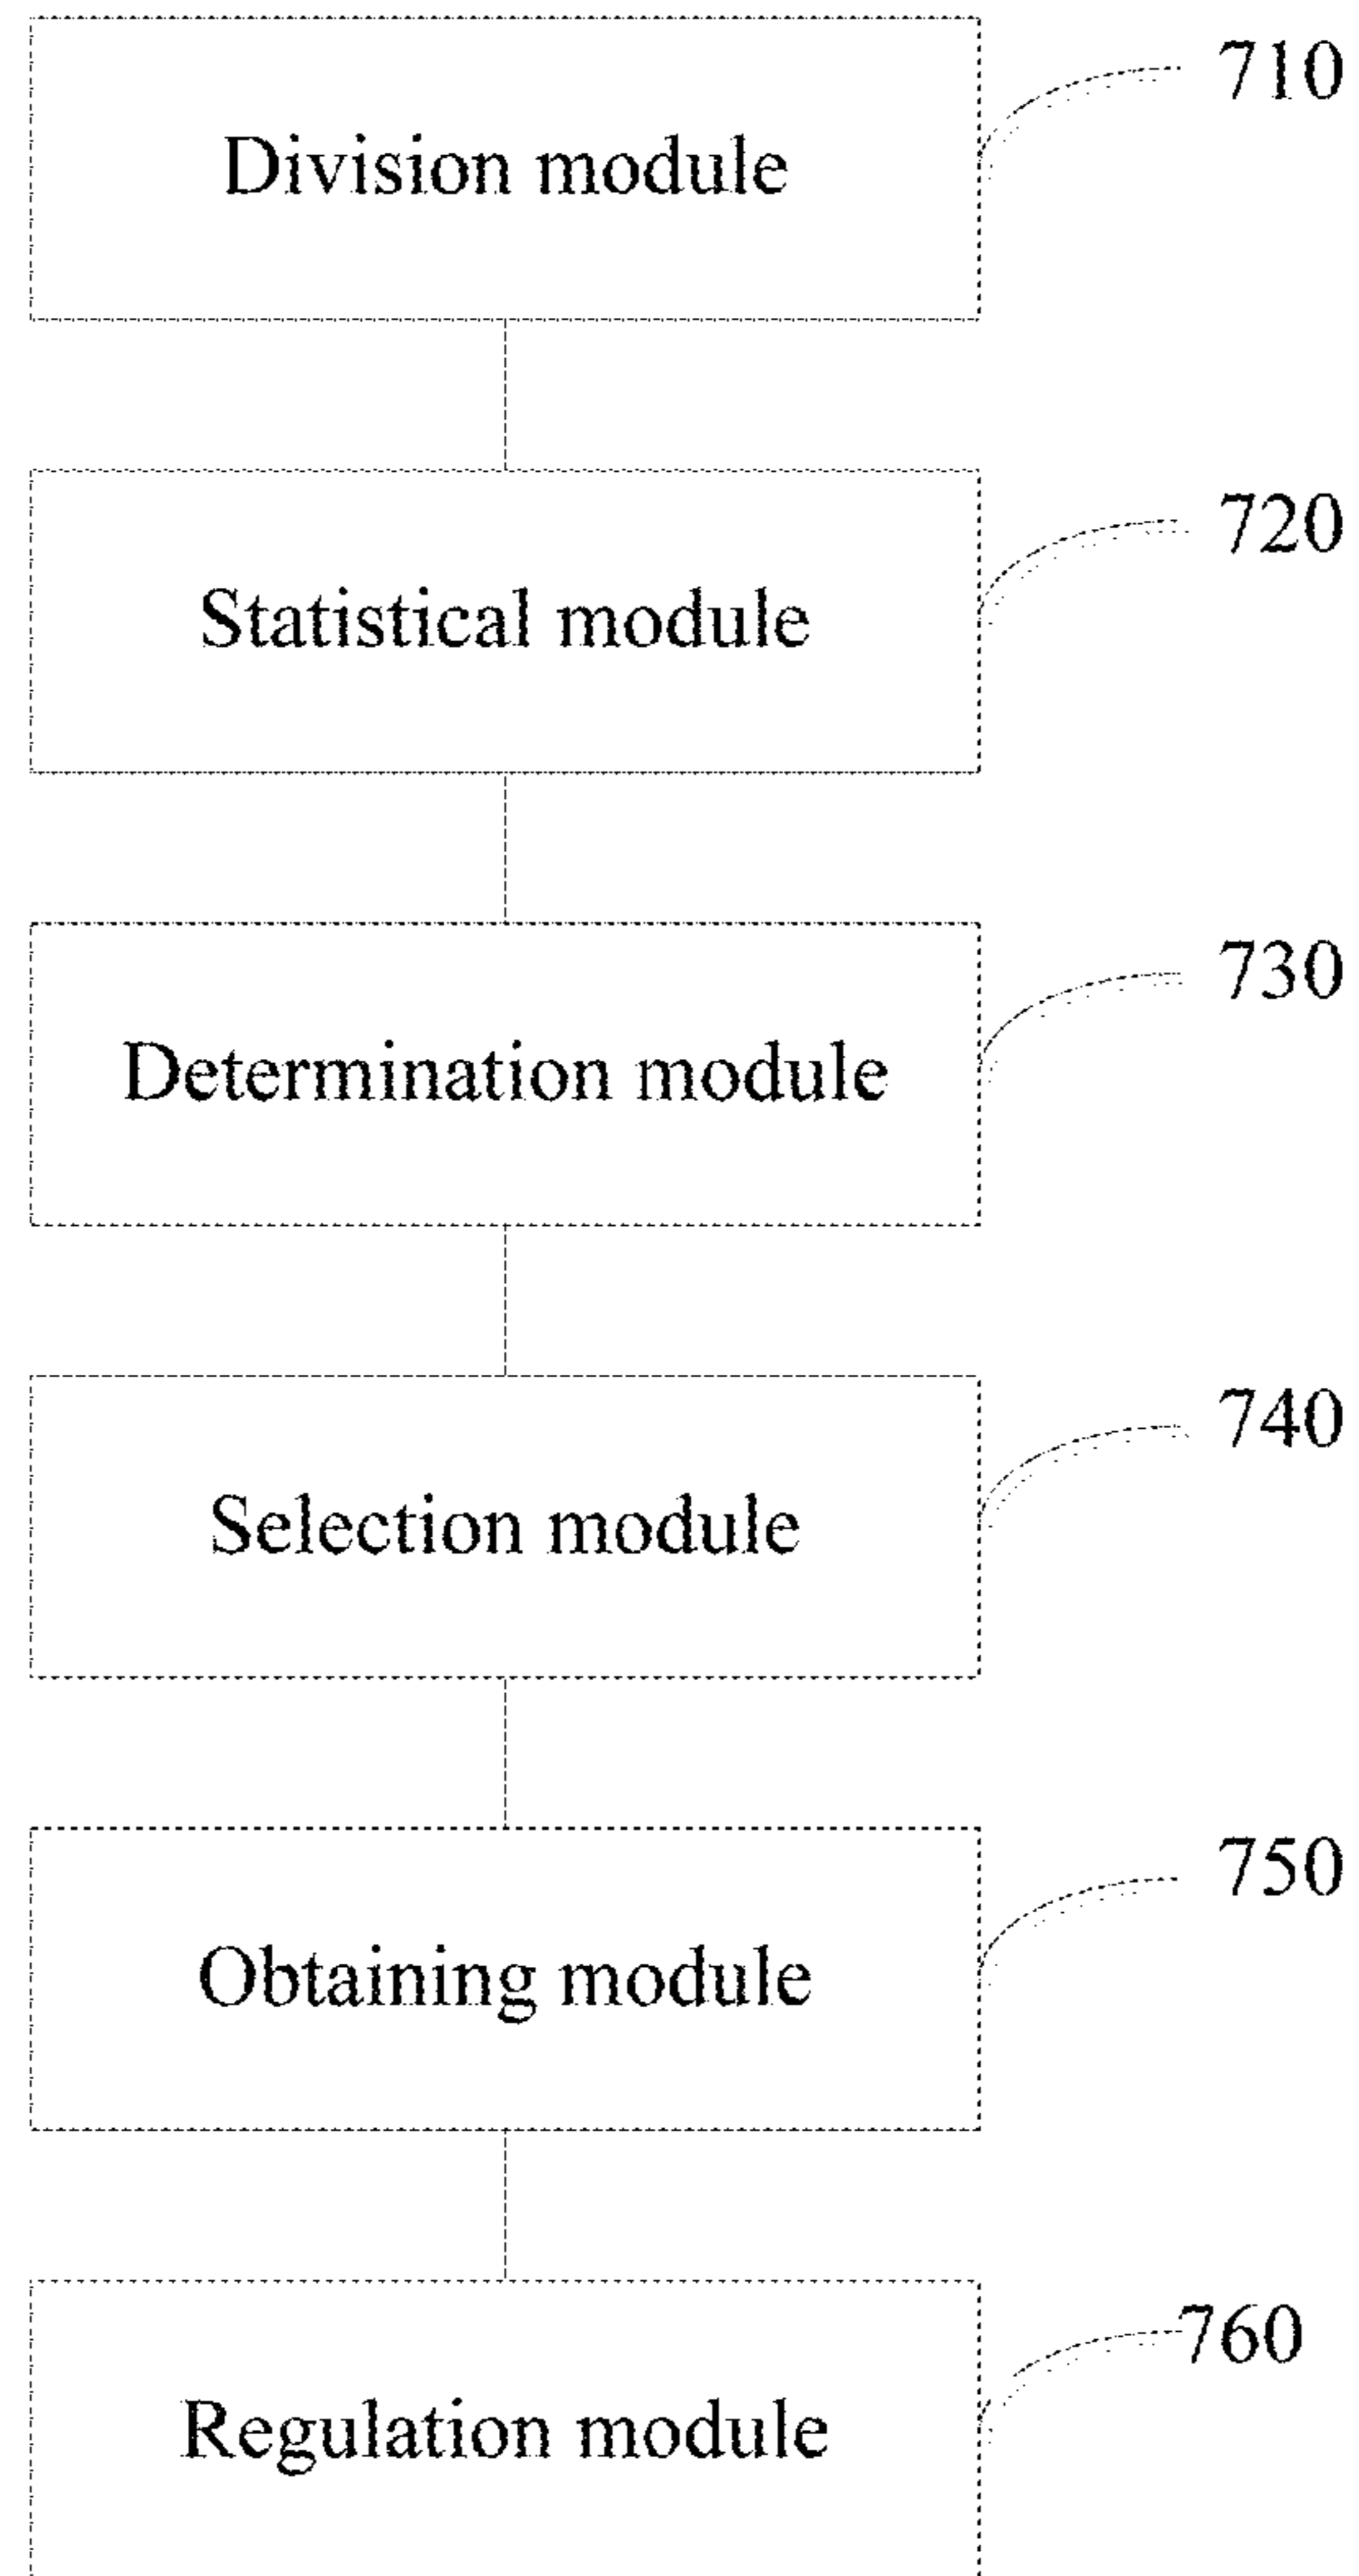 710
Division module
720
Statistical module
730
Determination module
740
Selection module
750
Obtaining module
760
Regulation module